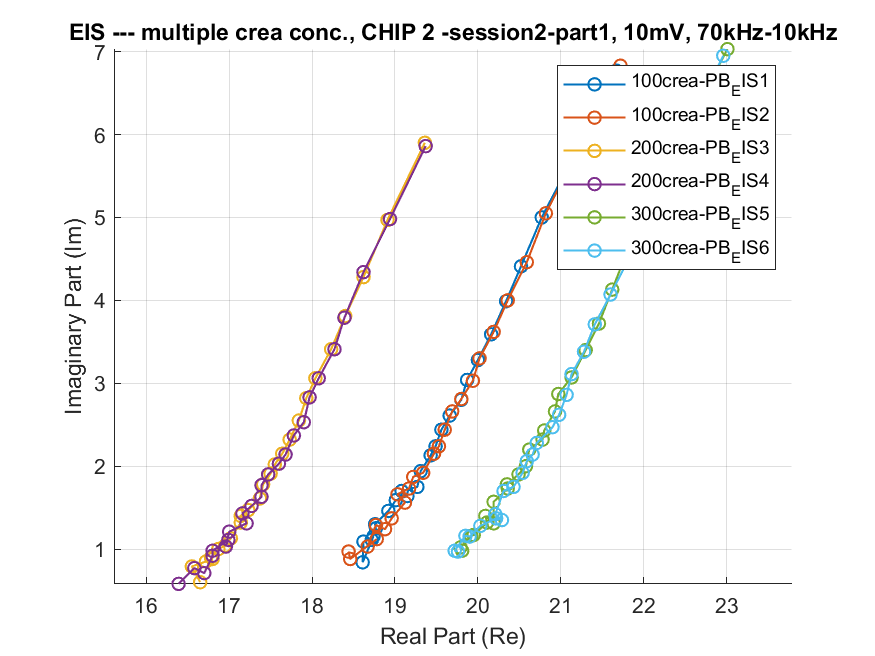 EIS --- multiple crea conc., CHIP 2 -session2-part1, 10mV, 70kHz-10kHz
7
6
5
4
3
2
1
Imaginary Part (Im)
100crea-PB_EIS1
100crea-PB_EIS2
200crea-PB_EIS3
200crea-PB_EIS4
300crea-PB_EIS5
300crea-PB_EIS6
16 17 18 19 20 21 22 23
Real Part (Re)